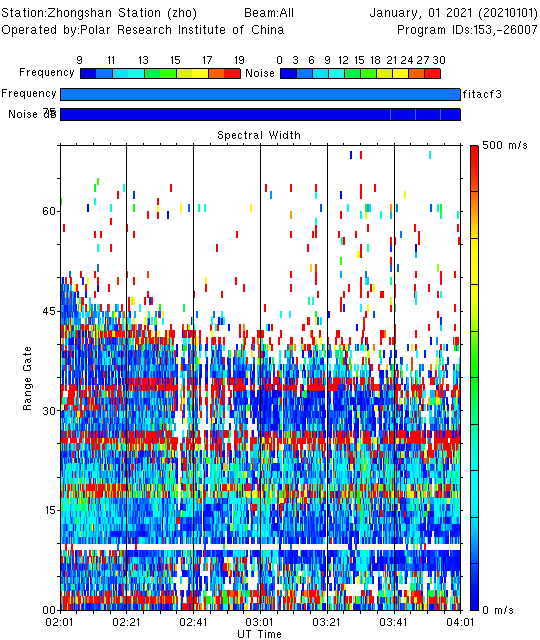 Station:Zhongshan Station (zho) Beam:All January, 01 2021 (20210101)
Operated by:Polar Research Institute of China Program IDs:153,-26007
Frequency 9 11 13 15 17 19 Noise 0 3 6 9 12 15 18 21 24 27 30
Frequency fitacf3
Noise dB 75
Spectral Width
500 m/s
60
45
Range Gate
30
15
00 0 m/s
02:01 02:21 02:41 03:01 03:21 03:41 04:01
UT Time